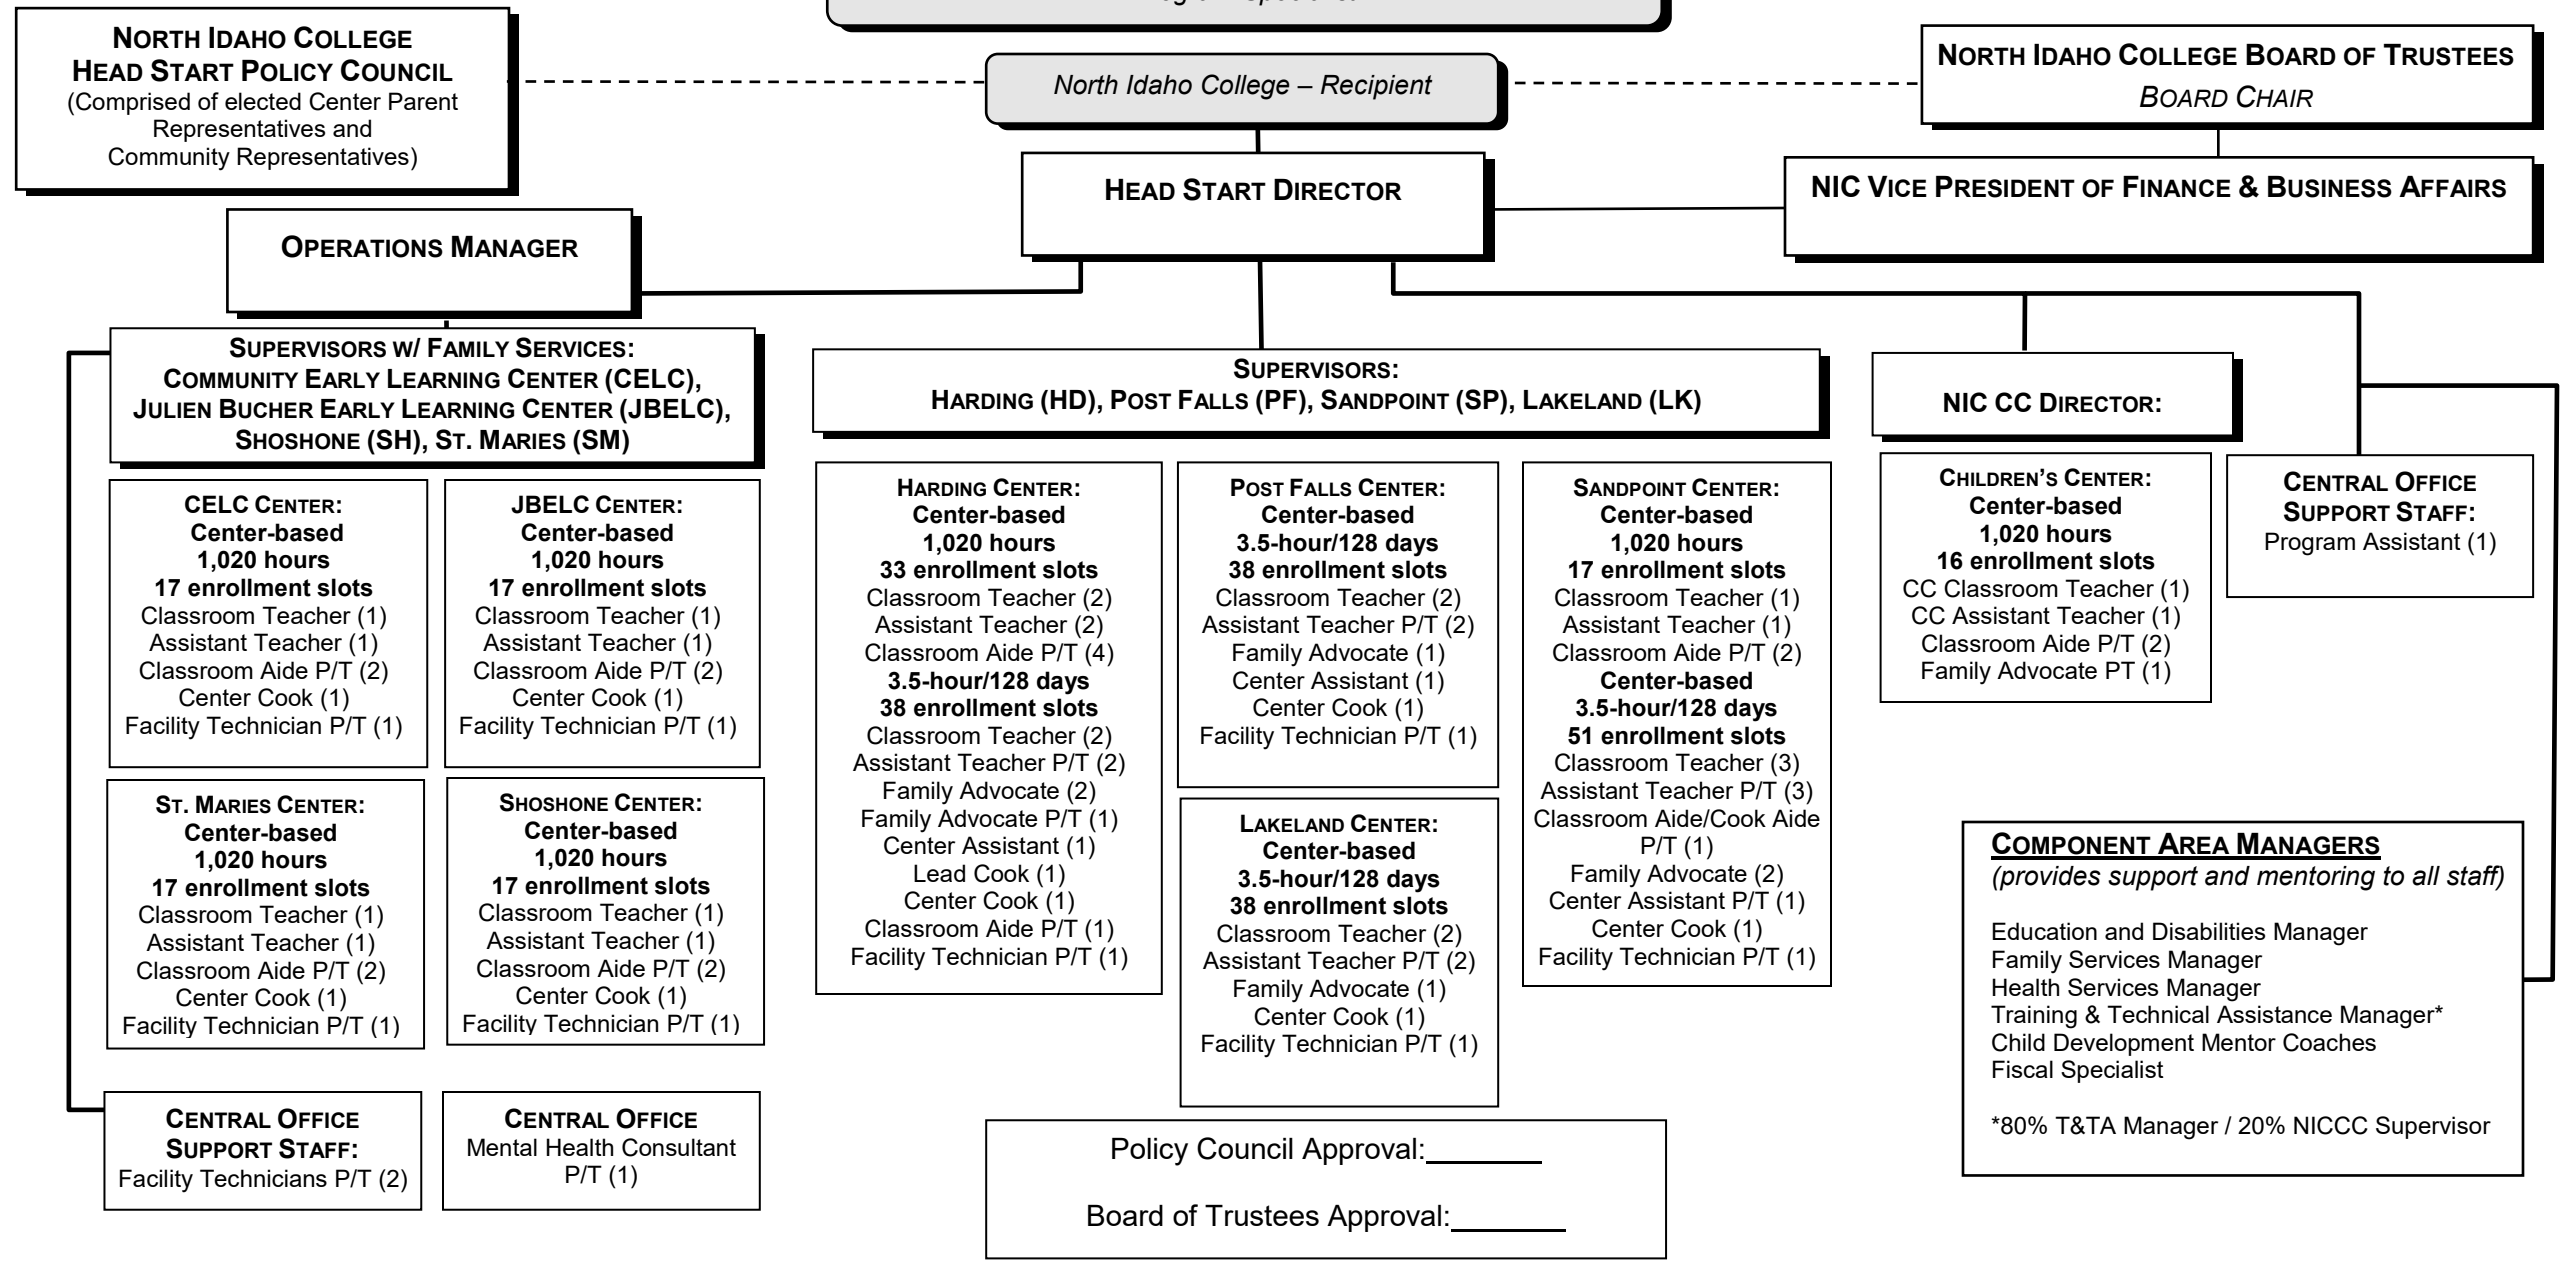 NORTH IDAHO COLLEGE
HEAD START POLICY COUNCIL
(Comprised of elected Center Parent
Representatives and
Community Representatives)
North Idaho College – Recipient
NORTH IDAHO COLLEGE BOARD OF TRUSTEES
BOARD CHAIR
HEAD START DIRECTOR
NIC VICE PRESIDENT OF FINANCE & BUSINESS AFFAIRS
OPERATIONS MANAGER
SUPERVISORS W/ FAMILY SERVICES:
COMMUNITY EARLY LEARNING CENTER (CELC),
JULIEN BUCHER EARLY LEARNING CENTER (JBELC),
SHOSHONE (SH), ST. MARIES (SM)
SUPERVISORS:
HARDING (HD), POST FALLS (PF), SANDPOINT (SP), LAKELAND (LK)
NIC CC DIRECTOR:
CELC CENTER:
Center-based
1,020 hours
17 enrollment slots
Classroom Teacher (1)
Assistant Teacher (1)
Classroom Aide P/T (2)
Center Cook (1)
Facility Technician P/T (1)
JBELC CENTER:
Center-based
1,020 hours
17 enrollment slots
Classroom Teacher (1)
Assistant Teacher (1)
Classroom Aide P/T (2)
Center Cook (1)
Facility Technician P/T (1)
ST. MARIES CENTER:
Center-based
1,020 hours
17 enrollment slots
Classroom Teacher (1)
Assistant Teacher (1)
Classroom Aide P/T (2)
Center Cook (1)
Facility Technician P/T (1)
SHOSHONE CENTER:
Center-based
1,020 hours
17 enrollment slots
Classroom Teacher (1)
Assistant Teacher (1)
Classroom Aide P/T (2)
Center Cook (1)
Facility Technician P/T (1)
CENTRAL OFFICE
SUPPORT STAFF:
Facility Technicians P/T (2)
CENTRAL OFFICE
Mental Health Consultant
P/T (1)
HARDING CENTER:
Center-based
1,020 hours
33 enrollment slots
Classroom Teacher (2)
Assistant Teacher (2)
Classroom Aide P/T (4)
3.5-hour/128 days
38 enrollment slots
Classroom Teacher (2)
Assistant Teacher P/T (2)
Family Advocate (2)
Family Advocate P/T (1)
Center Assistant (1)
Lead Cook (1)
Center Cook (1)
Classroom Aide P/T (1)
Facility Technician P/T (1)
POST FALLS CENTER:
Center-based
3.5-hour/128 days
38 enrollment slots
Classroom Teacher (2)
Assistant Teacher P/T (2)
Family Advocate (1)
Center Assistant (1)
Center Cook (1)
Facility Technician P/T (1)
LAKELAND CENTER:
Center-based
3.5-hour/128 days
38 enrollment slots
Classroom Teacher (2)
Assistant Teacher P/T (2)
Family Advocate (1)
Center Cook (1)
Facility Technician P/T (1)
SANDPOINT CENTER:
Center-based
1,020 hours
17 enrollment slots
Classroom Teacher (1)
Assistant Teacher (1)
Classroom Aide P/T (2)
Center-based
3.5-hour/128 days
51 enrollment slots
Classroom Teacher (3)
Assistant Teacher P/T (3)
Classroom Aide/Cook Aide
P/T (1)
Family Advocate (2)
Center Assistant P/T (1)
Center Cook (1)
Facility Technician P/T (1)
CHILDREN'S CENTER:
Center-based
1,020 hours
16 enrollment slots
CC Classroom Teacher (1)
CC Assistant Teacher (1)
Classroom Aide P/T (2)
Family Advocate PT (1)
CENTRAL OFFICE
SUPPORT STAFF:
Program Assistant (1)
COMPONENT AREA MANAGERS
(provides support and mentoring to all staff)
Education and Disabilities Manager
Family Services Manager
Health Services Manager
Training & Technical Assistance Manager*
Child Development Mentor Coaches
Fiscal Specialist
*80% T&TA Manager / 20% NICCC Supervisor
Policy Council Approval:_______
Board of Trustees Approval:_______